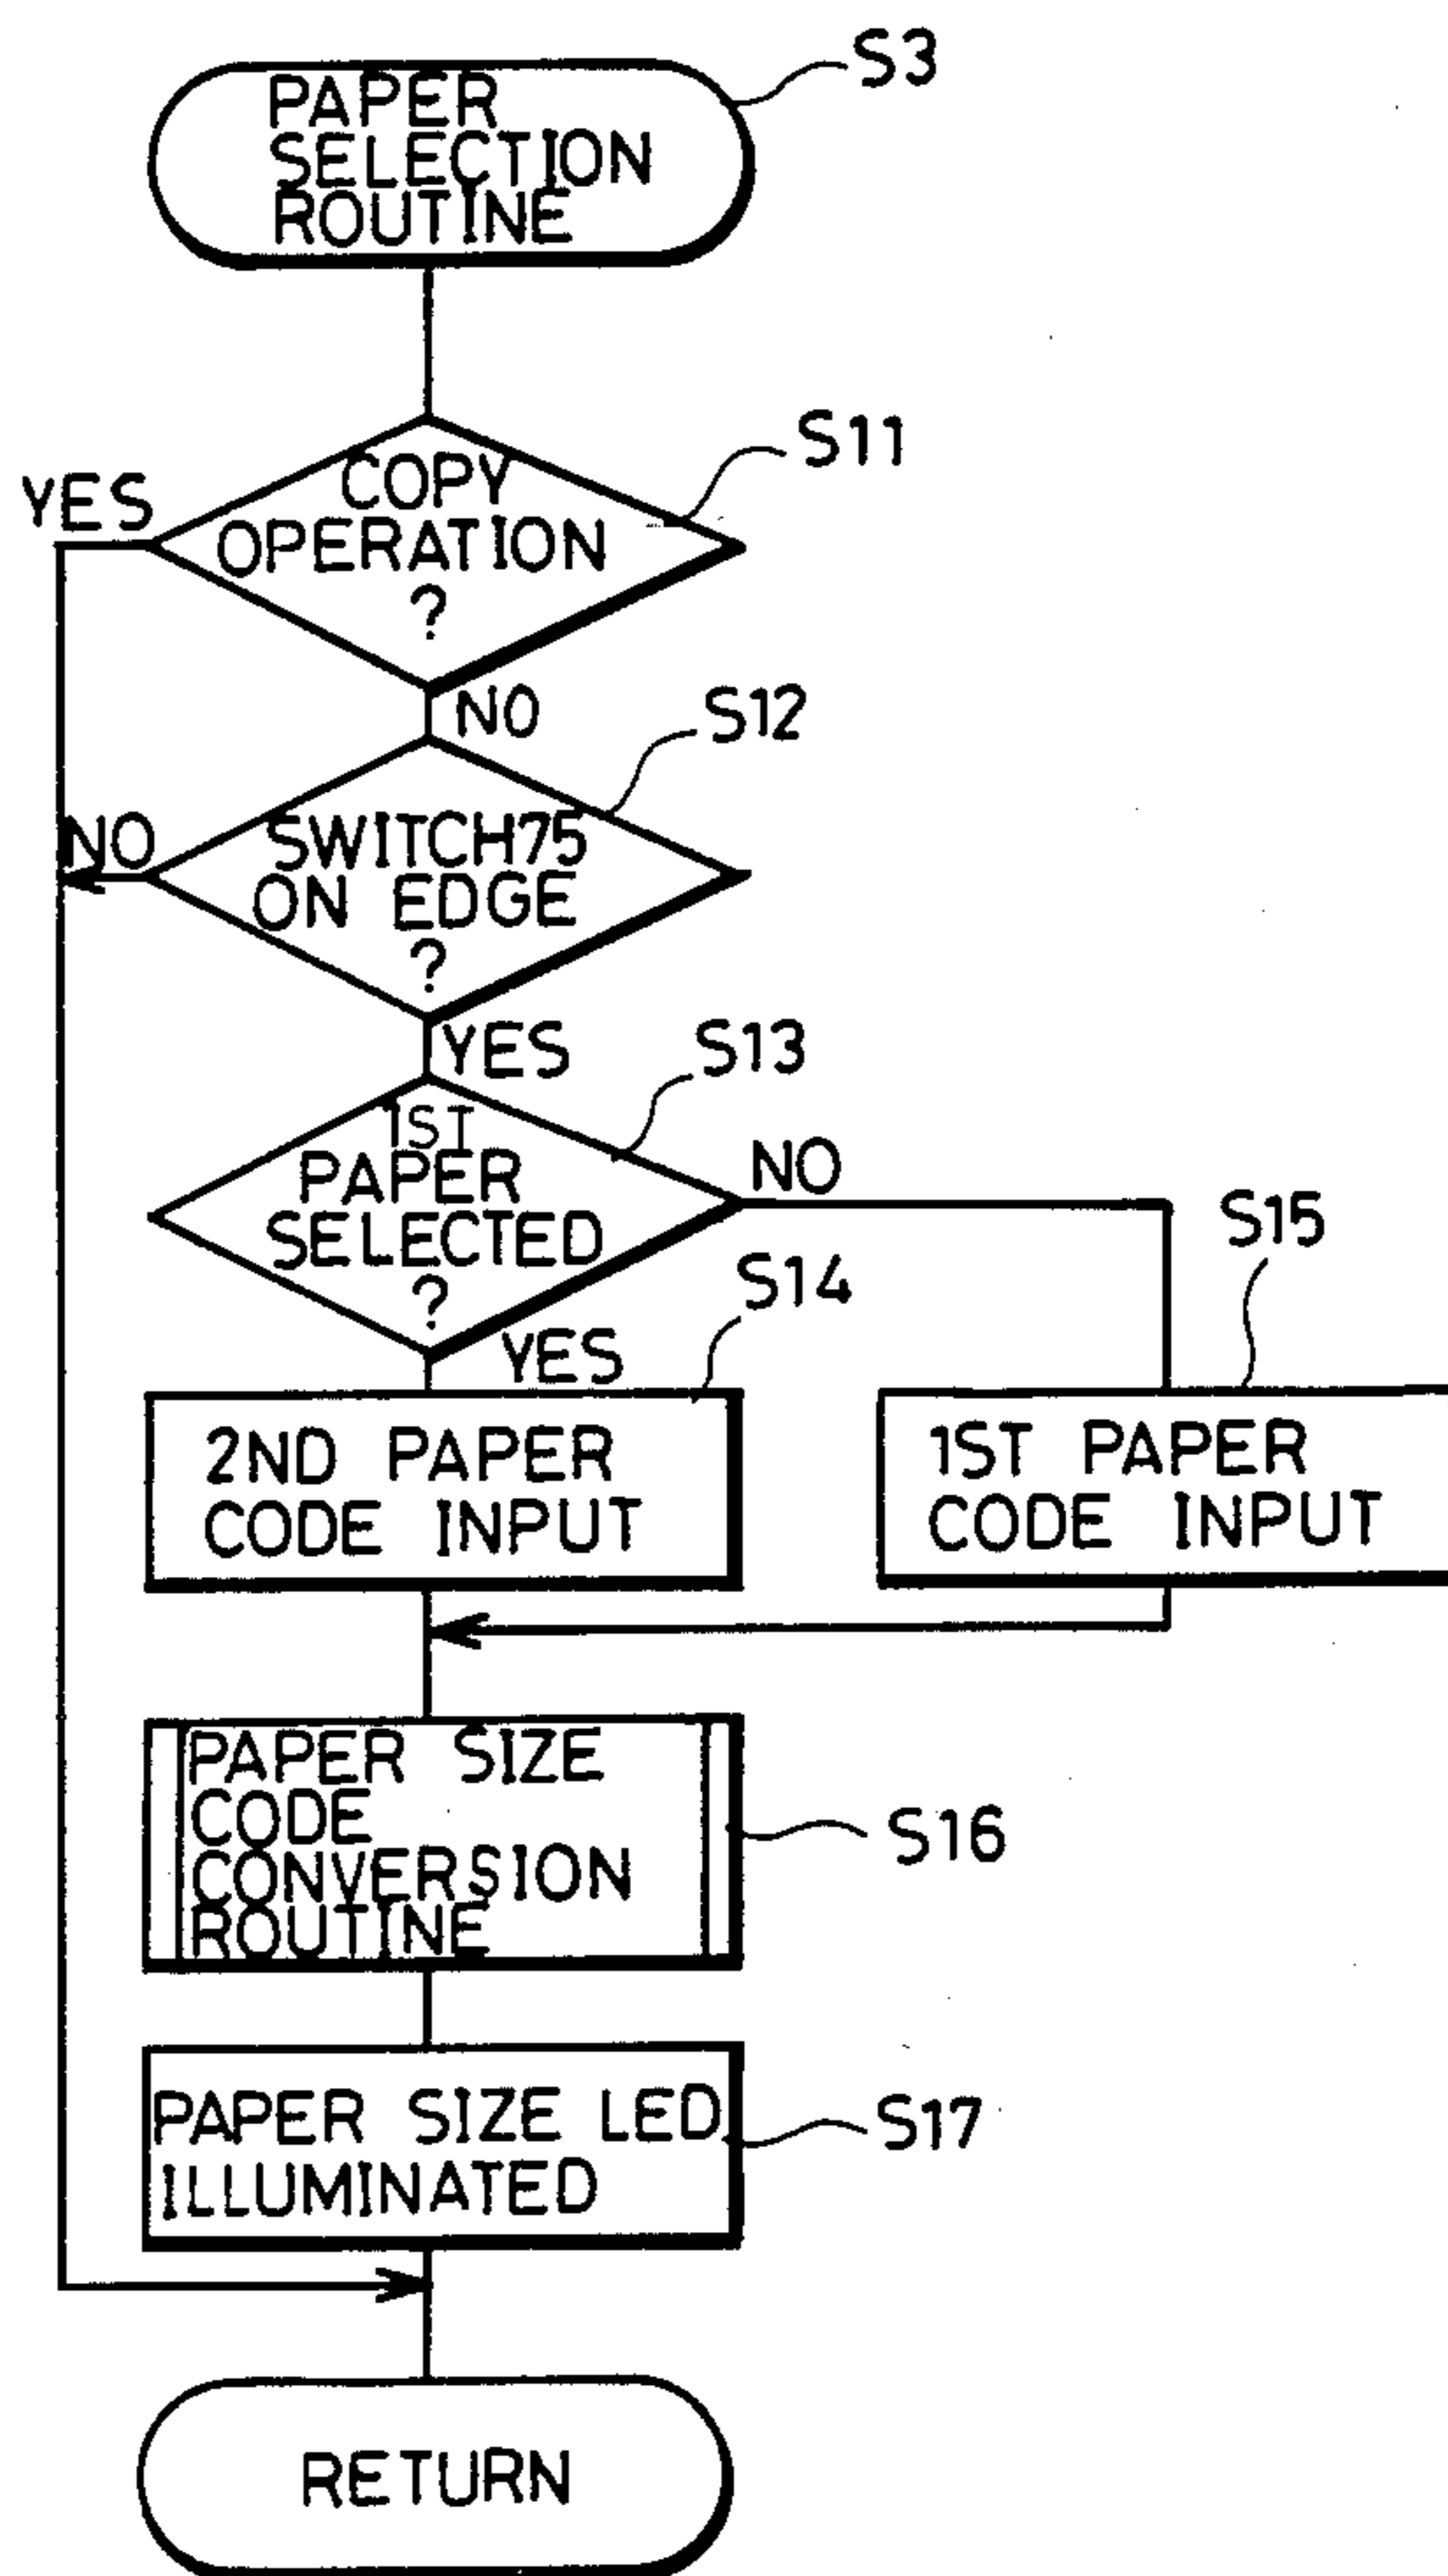 S3
PAPER
SELECTION
ROUTINE
S11
YES
COPY
OPERATION
?
NO
S12
NO
SWITCH75
ON EDGE
?
YES
S13
1ST
PAPER
SELECTED
?
NO
S15
S14
YES
2ND PAPER
CODE INPUT
1ST PAPER
CODE INPUT
PAPER SIZE
CODE
CONVERSION
ROUTINE
S16
PAPER SIZE LED
ILLUMINATED
S17
RETURN